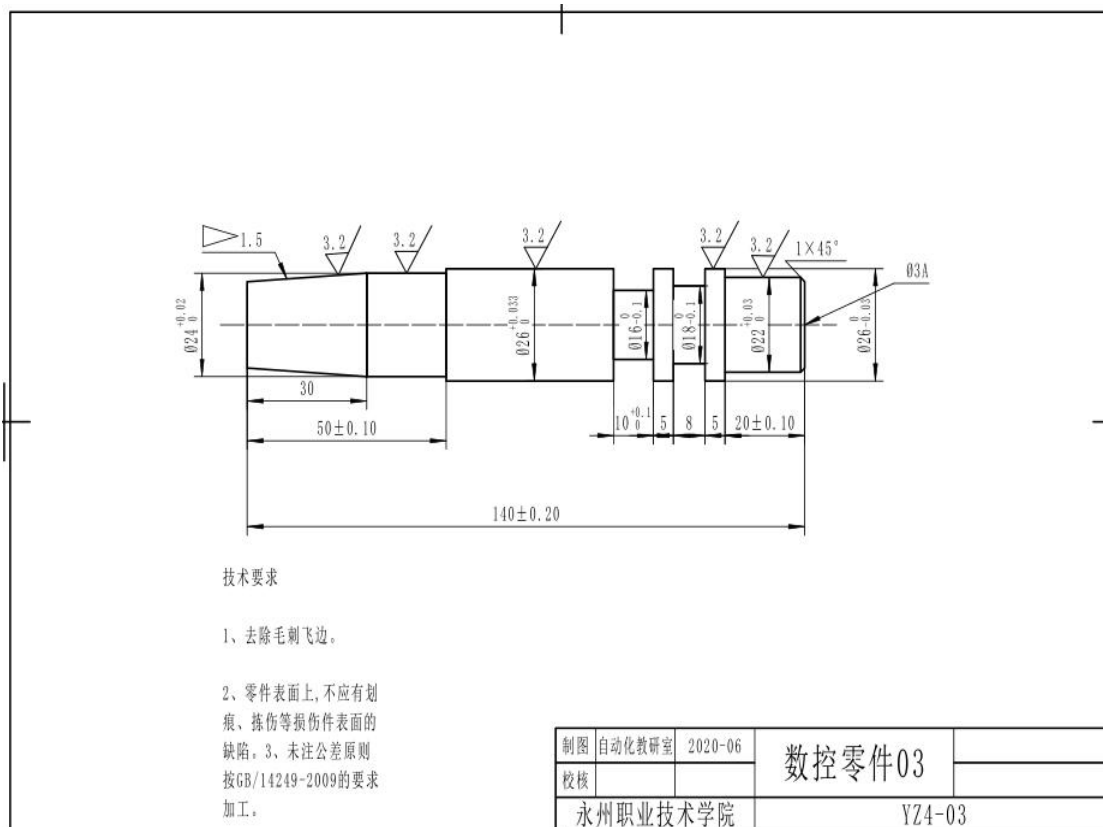 1.5
3.2
3.2
3.2
3.2
3.2
1×45°
Ø3A
Ø24 +0.02 0
Ø26 +0.033 0
Ø16 0 -0.1
Ø18 0 -0.1
Ø22 +0.03 0
Ø26 0 -0.03
30
50±0.10
10 +0.1 0
5
8
5
20±0.10
140±0.20
技术要求
1、去除毛刺飞边。
2、零件表面上,不应有划
痕、擦伤等损伤件表面的
缺陷。3、未注公差原则
按GB/14249-2009的要求
加工。
制图 自动化教研室 2020-06
数控零件03
校核
永州职业技术学院
YZ4-03